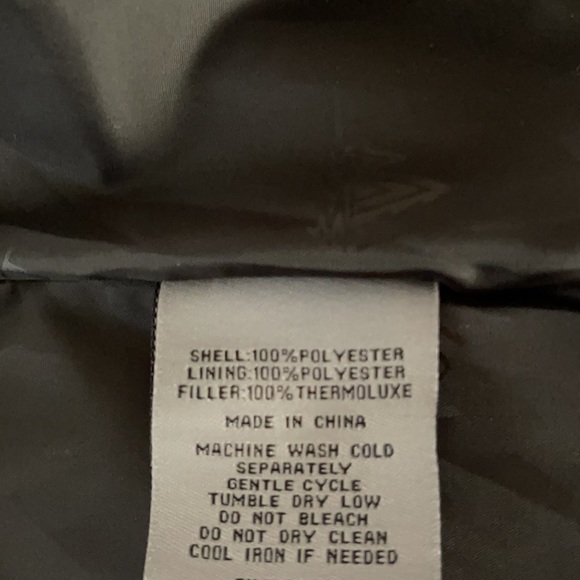 SHELL:100%POLYESTER
LINING:100%POLYESTER
FILLER:100%THERMOLUXE
MADE IN CHINA
MACHINE WASH COLD
SEPARATELY
GENTLE CYCLE
TUMBLE DRY LOW
DO NOT BLEACH
DO NOT DRY CLEAN
COOL IRON IF NEEDED